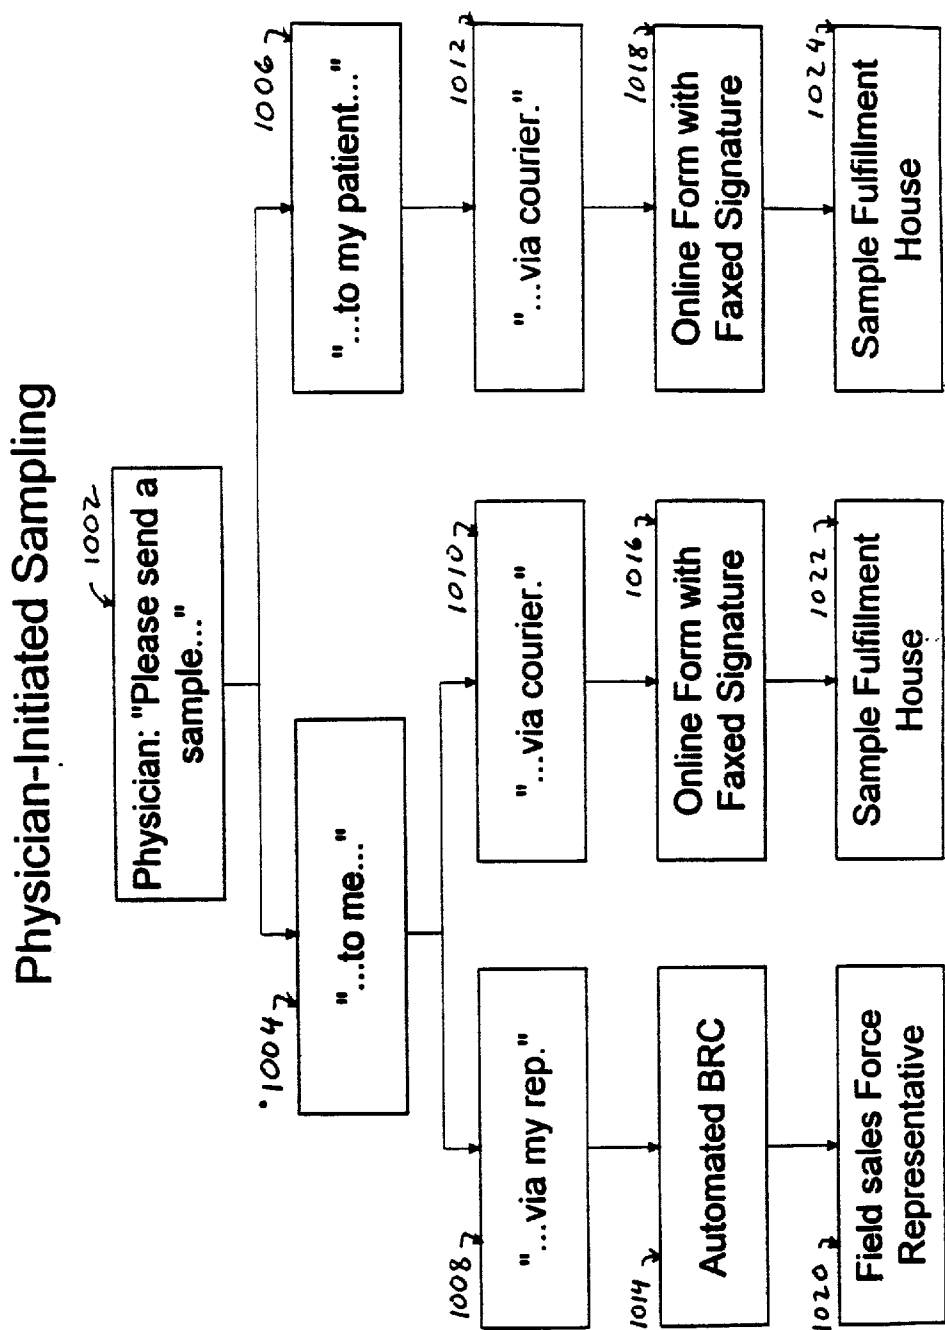 Physician-Initiated Sampling
1002
Physician: "Please send a
sample..."
1004
"...to me..."
1006
"...to my patient..."
1008
"...via my rep."
1010
"...via courier."
1012
"...via courier."
1014
Automated BRC
1016
Online Form with
Faxed Signature
1018
Online Form with
Faxed Signature
1020
Field sales Force
Representative
1022
Sample Fulfillment
House
1024
Sample Fulfillment
House